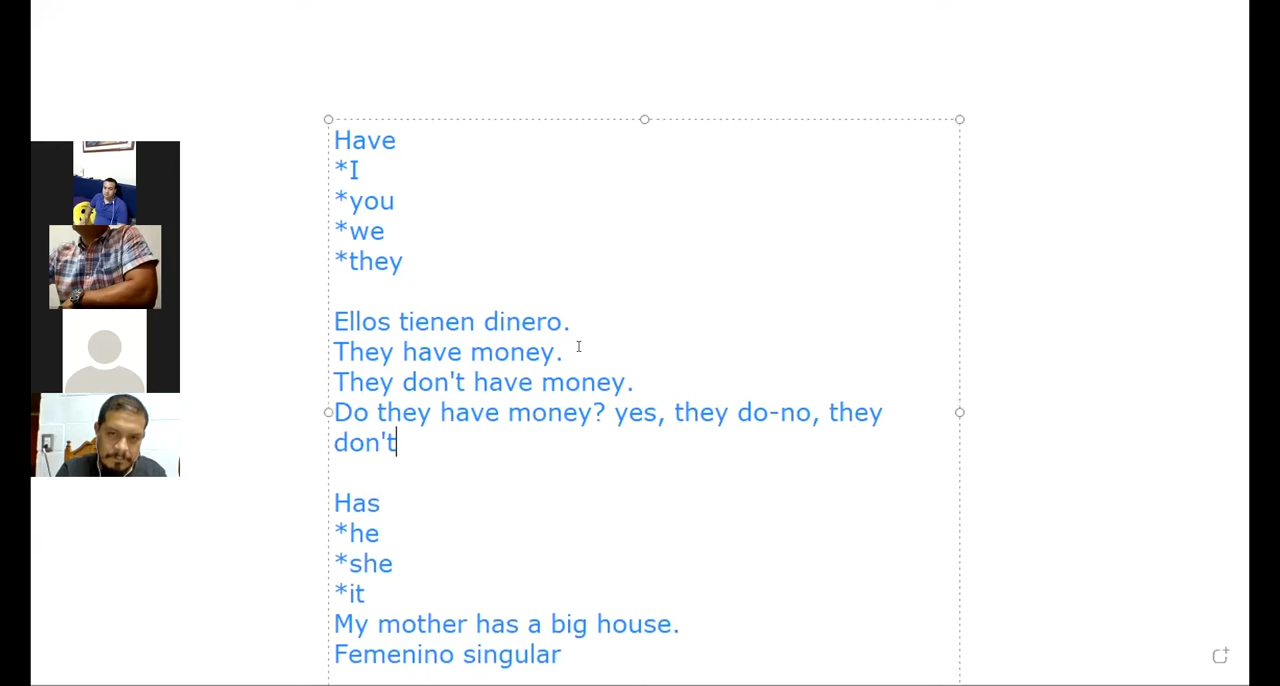 Have
*I
*you
*we
*they
Ellos tienen dinero.
They have money.
They don't have money.
Do they have money? yes, they do-no, they
don't
Has
*he
*she
*it
My mother has a big house.
Femenino singular